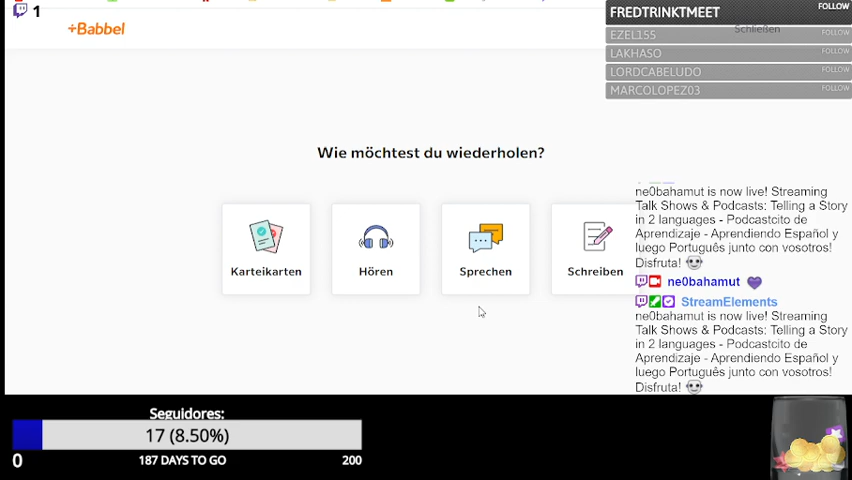 1
FREDTRINKTMEET FOLLOW
+Babbel
Schließen
EZEL155 FOLLOW
LAKHASO FOLLOW
LORDCABELUDO FOLLOW
MARCOLOPEZ03 FOLLOW
Wie möchtest du wiederholen?
Karteikarten
Hören
Sprechen
Schreiben
ne0bahamut is now live! Streaming
Talk Shows & Podcasts: Telling a Story
in 2 languages - Podcastcito de
Aprendizaje - Aprendiendo Español y
luego Português junto con vosotros!
Disfruta!
ne0bahamut
StreamElements
ne0bahamut is now live! Streaming
Talk Shows & Podcasts: Telling a Story
in 2 languages - Podcastcito de
Aprendizaje - Aprendiendo Español y
luego Português junto con vosotros!
Disfruta!
Seguidores:
17 (8.50%)
0 187 DAYS TO GO 200